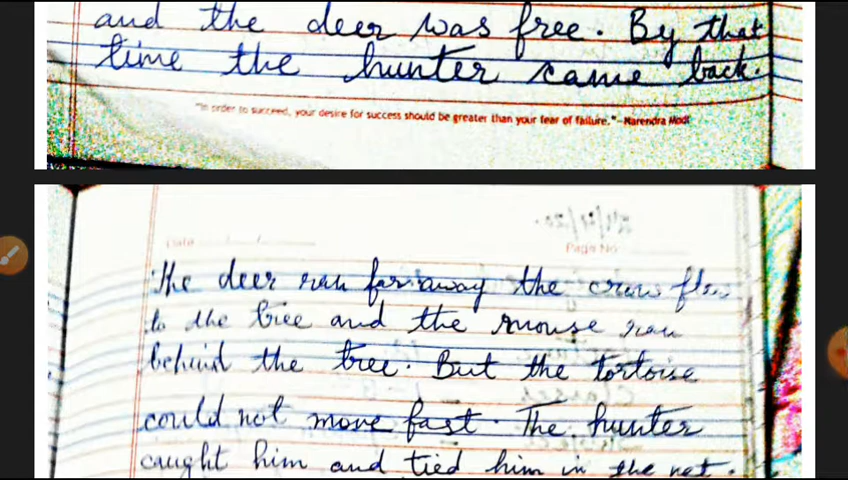 and the deer was free. By that
time the hunter came back.
"In order to succeed, your desire for success should be greater than your fear of failure."–Narendra Modi
Date
Page No
The deer ran far away the crow flew
to the tree and the mouse ran
behind the tree. But the tortoise
could not move fast. The hunter
caught him and tied him in the net.